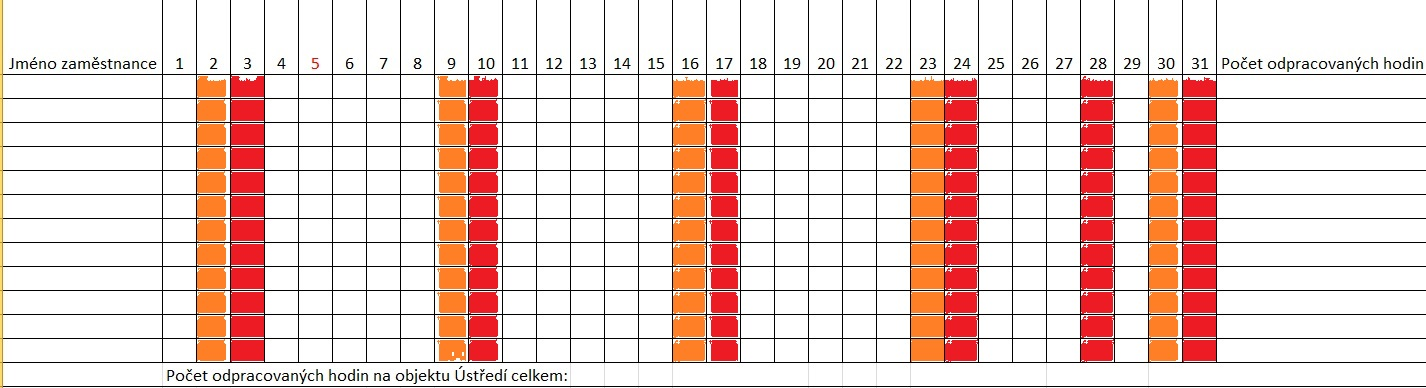 Jméno zaměstnance 1 2 3 4 5 6 7 8 9 10 11 12 13 14 15 16 17 18 19 20 21 22 23 24 25 26 27 28 29 30 31 Počet odpracovaných hodin
Počet odpracovaných hodin na objektu Ústředí celkem: